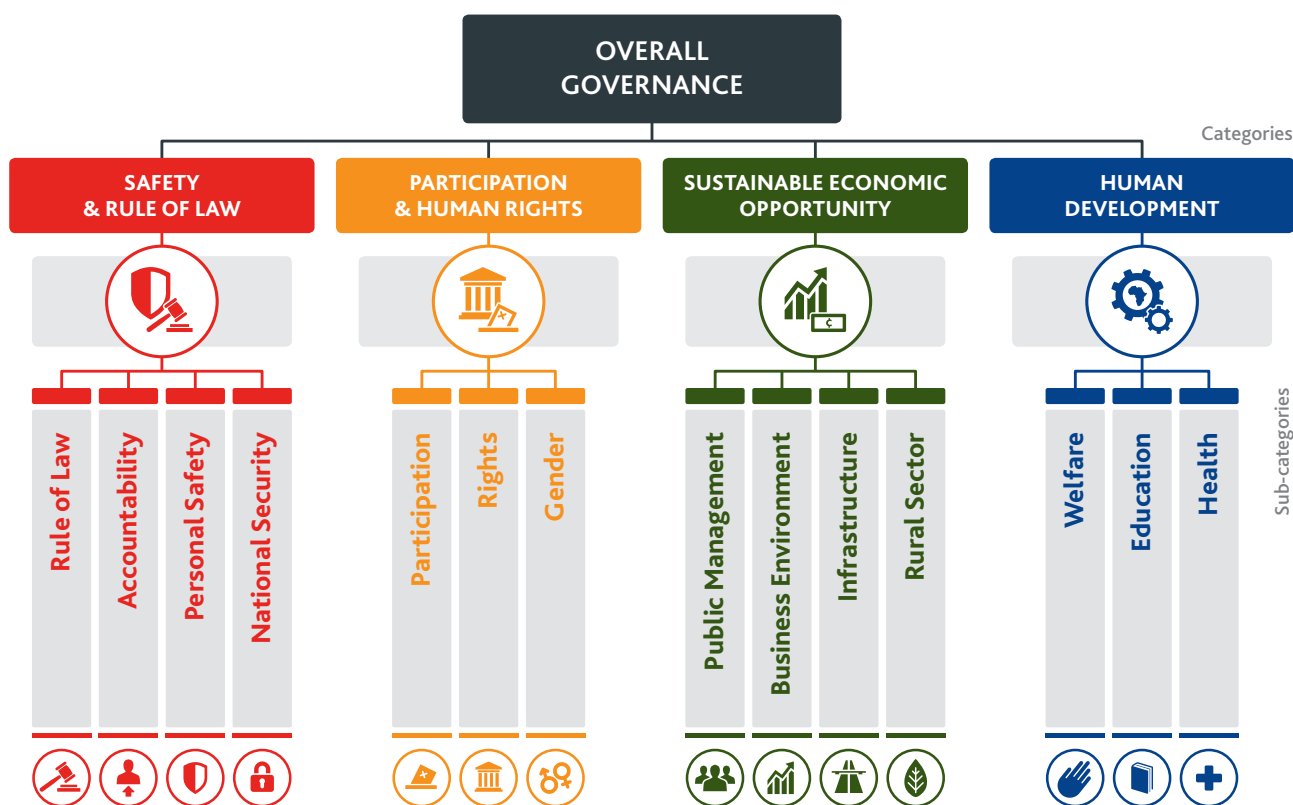 OVERALL
GOVERNANCE
Categories
SAFETY
& RULE OF LAW
PARTICIPATION
& HUMAN RIGHTS
SUSTAINABLE ECONOMIC
OPPORTUNITY
HUMAN
DEVELOPMENT
¢
Sub-categories
Rule of Law
Accountability
Personal Safety
National Security
Participation
Rights
Gender
Public Management
Business Environment
Infrastructure
Rural Sector
Welfare
Education
Health